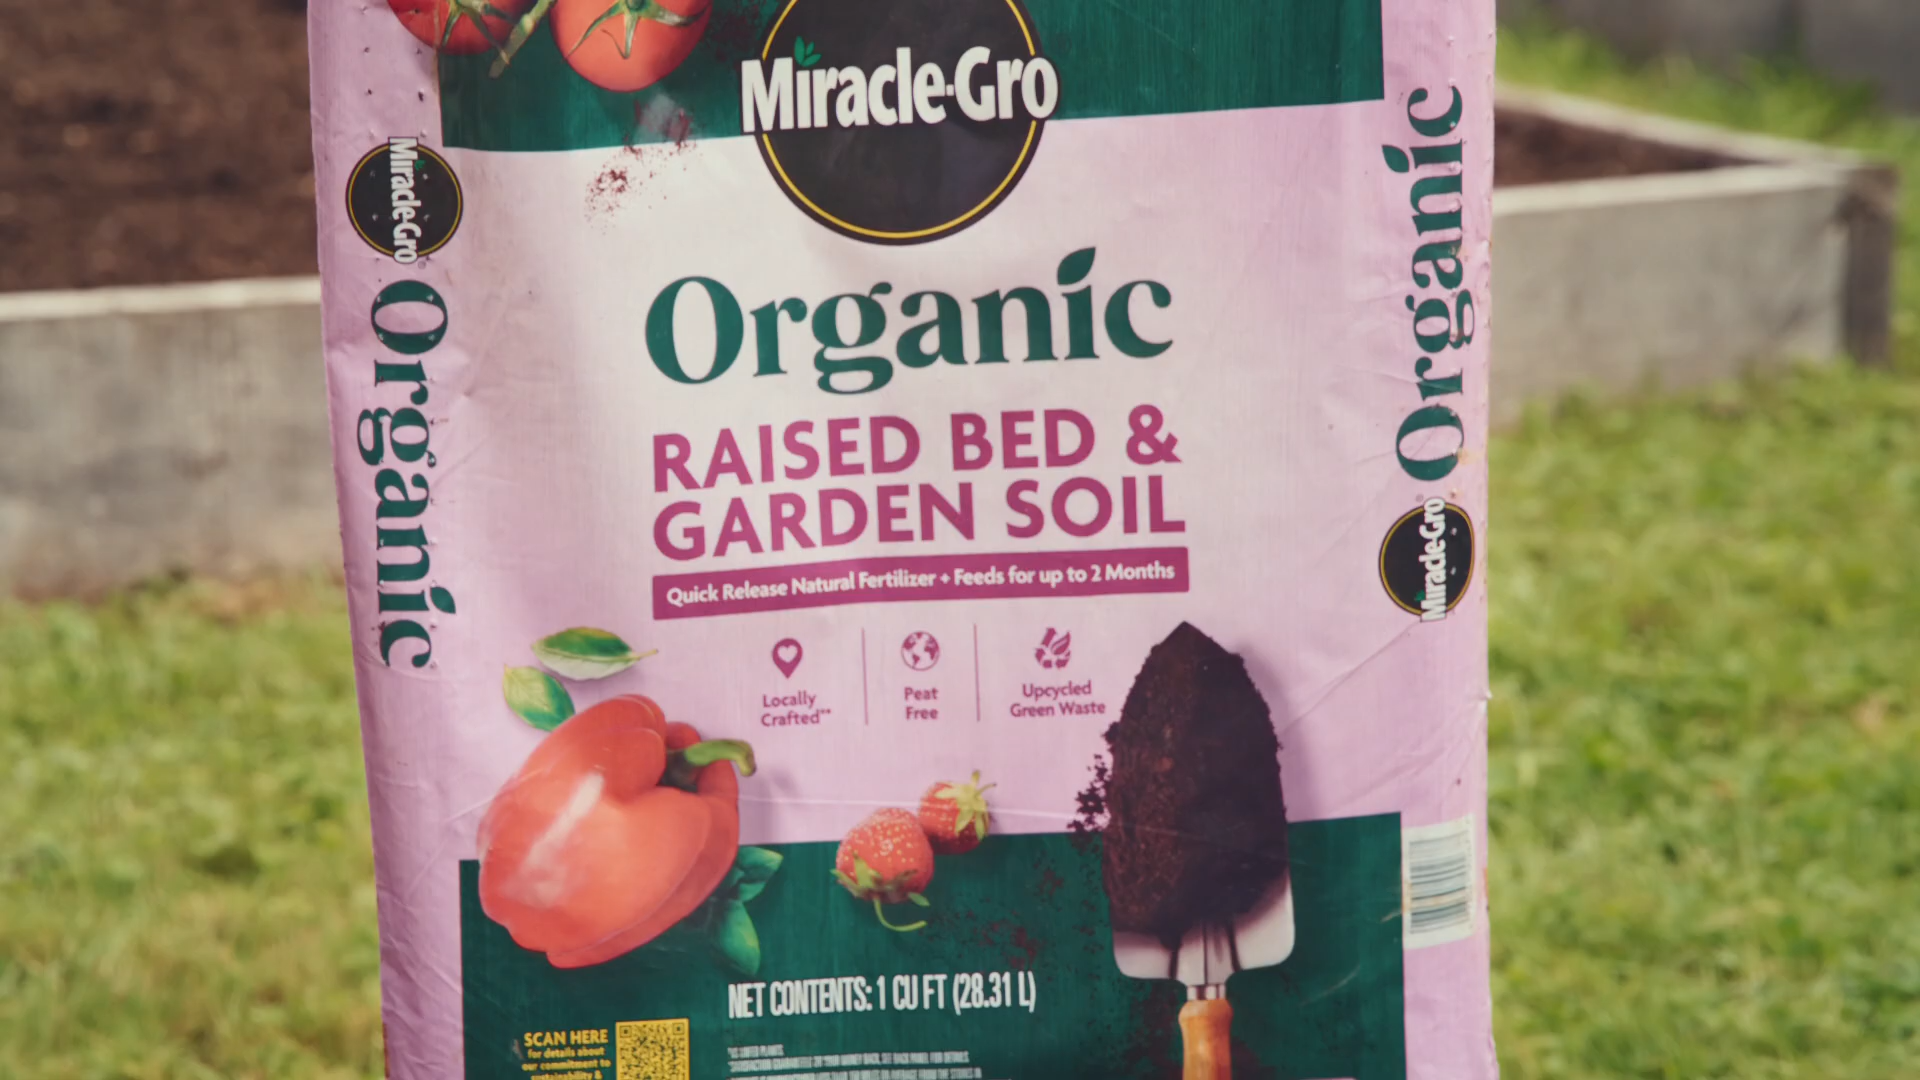 Miracle-Gro
Miracle-Gro
Organic
Organic
Miracle-Gro
Organic
RAISED BED &
GARDEN SOIL
Quick Release Natural Fertilizer + Feeds for up to 2 Months
Locally
Crafted**
Peat
Free
Upcycled
Green Waste
NET CONTENTS: 1 CU FT (28.31 L)
SCAN HERE
for details about
our commitment to
sustainability &